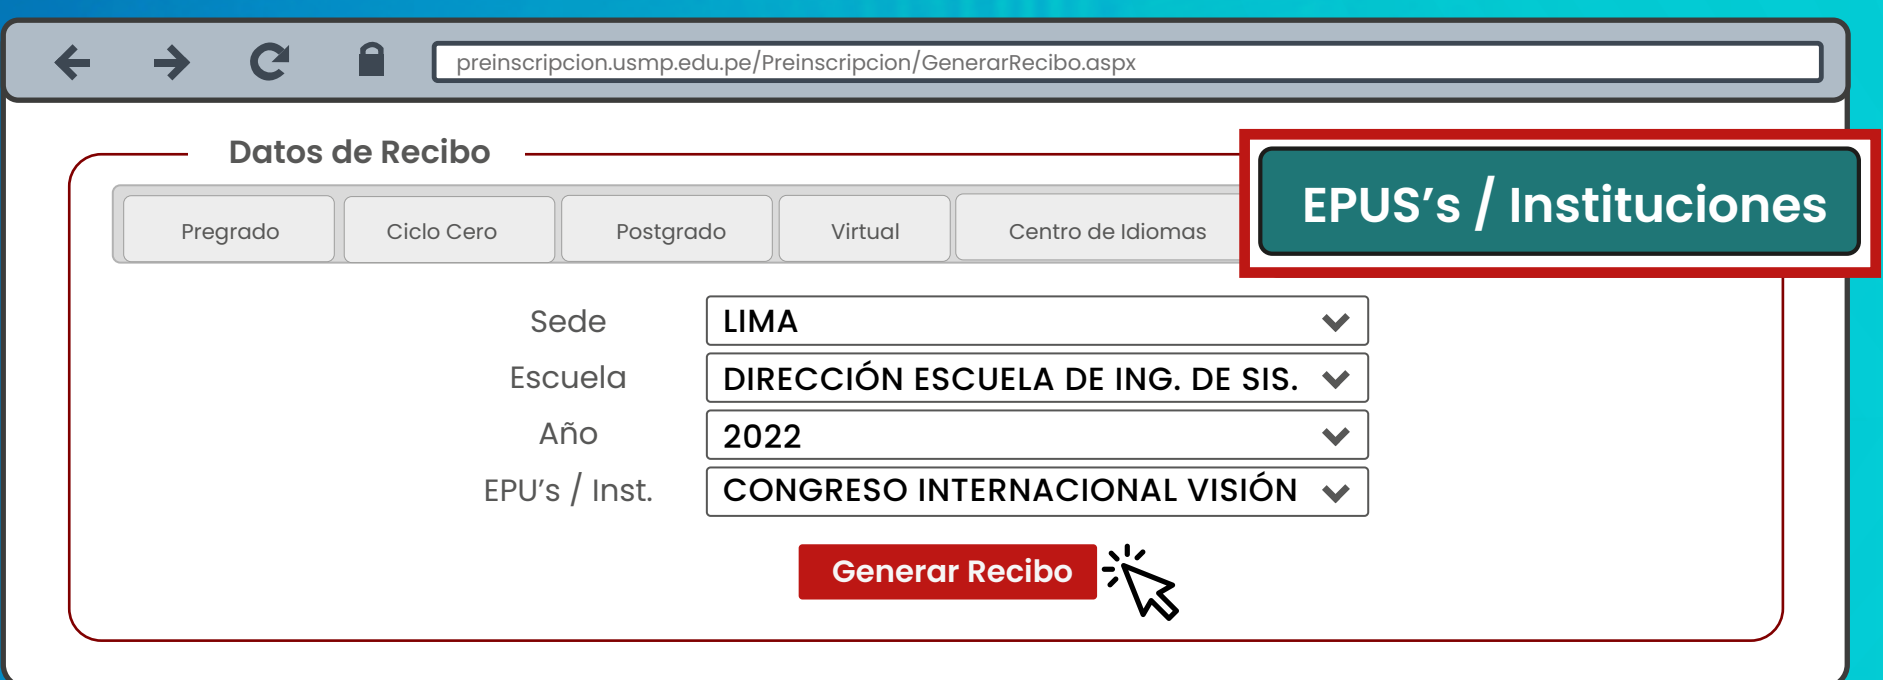 preinscripcion.usmp.edu.pe/Preinscripcion/GenerarRecibo.aspx
Datos de Recibo
Pregrado
Ciclo Cero
Postgrado
Virtual
Centro de Idiomas
EPUS’s / Instituciones
Sede
LIMA
Escuela
DIRECCIÓN ESCUELA DE ING. DE SIS.
Año
2022
EPU’s / Inst.
CONGRESO INTERNACIONAL VISIÓN
Generar Recibo